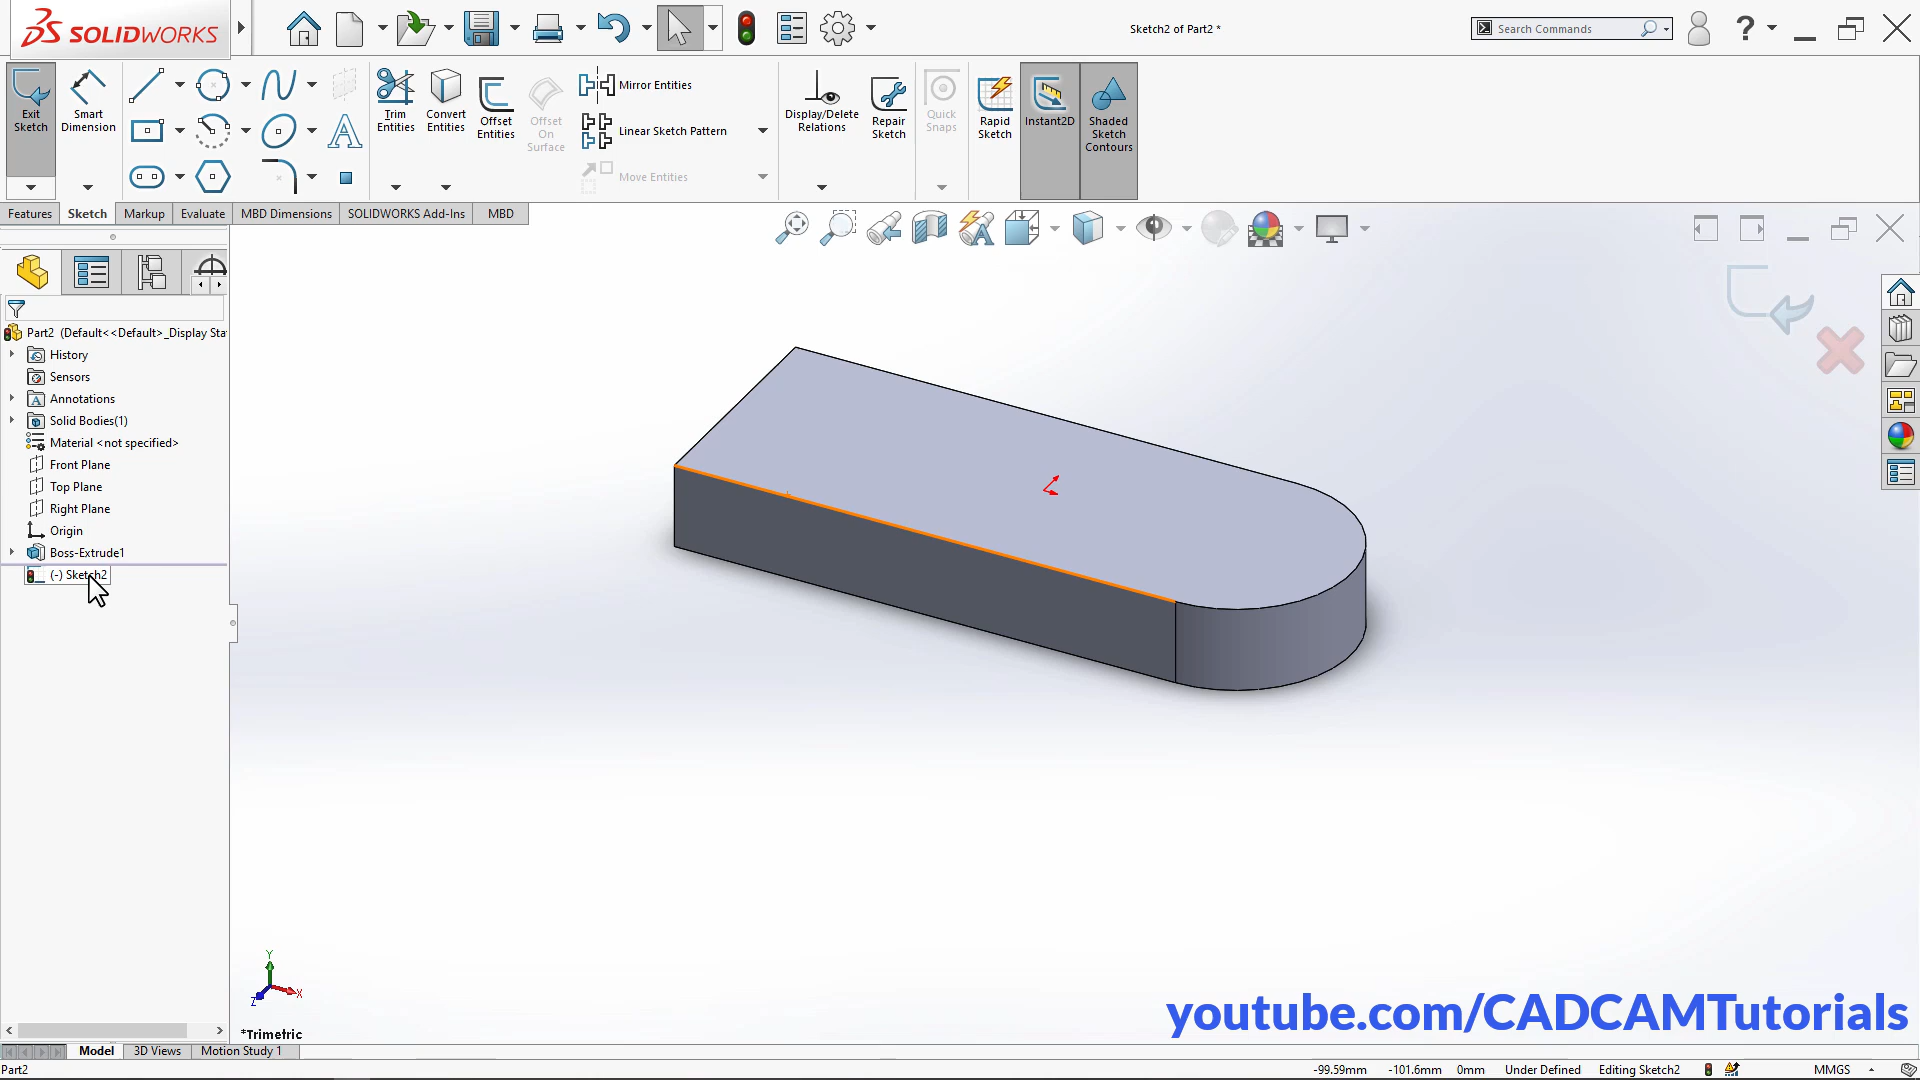 SOLIDWORKS
Sketch2 of Part2 *
Search Commands
Exit Sketch
Smart Dimension
Trim Entities
Convert Entities
Offset Entities
Offset On Surface
Mirror Entities
Linear Sketch Pattern
Move Entities
Display/Delete Relations
Repair Sketch
Quick Snaps
Rapid Sketch
Instant2D
Shaded Sketch Contours
Features
Sketch
Markup
Evaluate
MBD Dimensions
SOLIDWORKS Add-Ins
MBD
Part2 (Default<<Default>_Display Sta
History
Sensors
Annotations
Solid Bodies(1)
Material <not specified>
Front Plane
Top Plane
Right Plane
Origin
Boss-Extrude1
(-) Sketch2
Y
X
Z
*Trimetric
youtube.com/CADCAMTutorials
Model
3D Views
Motion Study 1
Part2
-99.59mm
-101.6mm
0mm
Under Defined
Editing Sketch2
MMGS